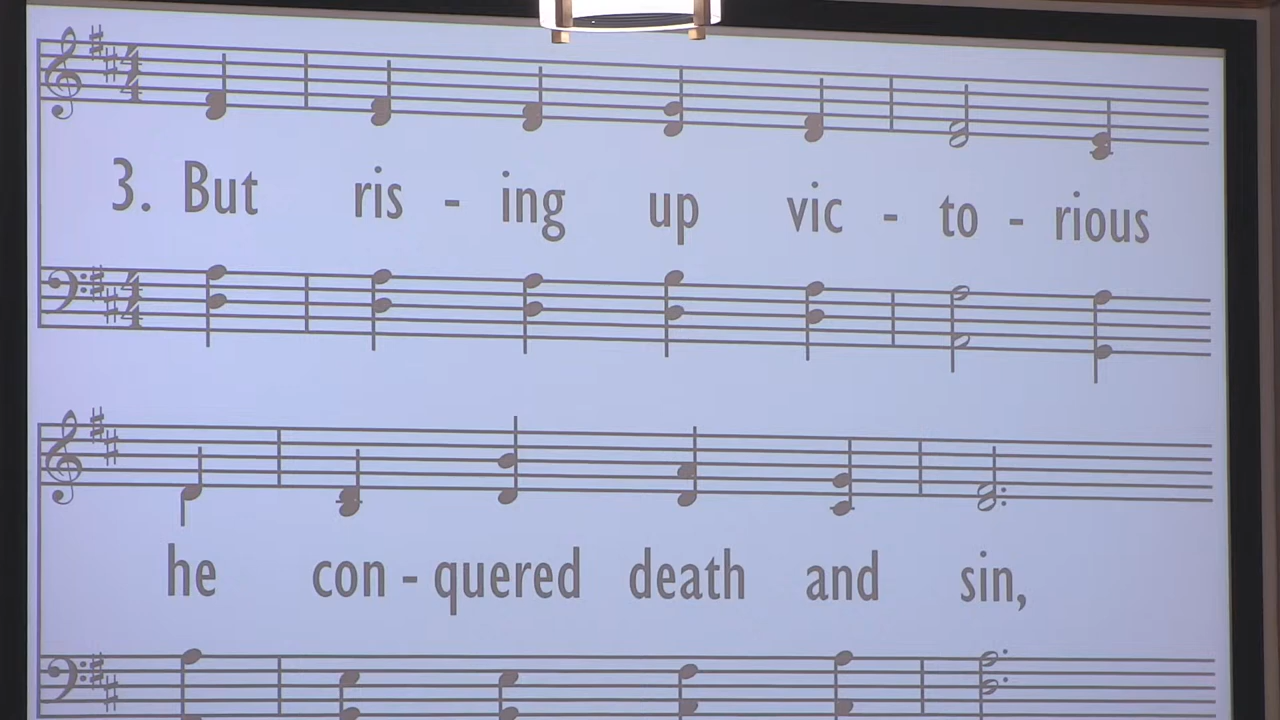 3. But ris - ing up vic - to - rious
he con - quered death and sin,